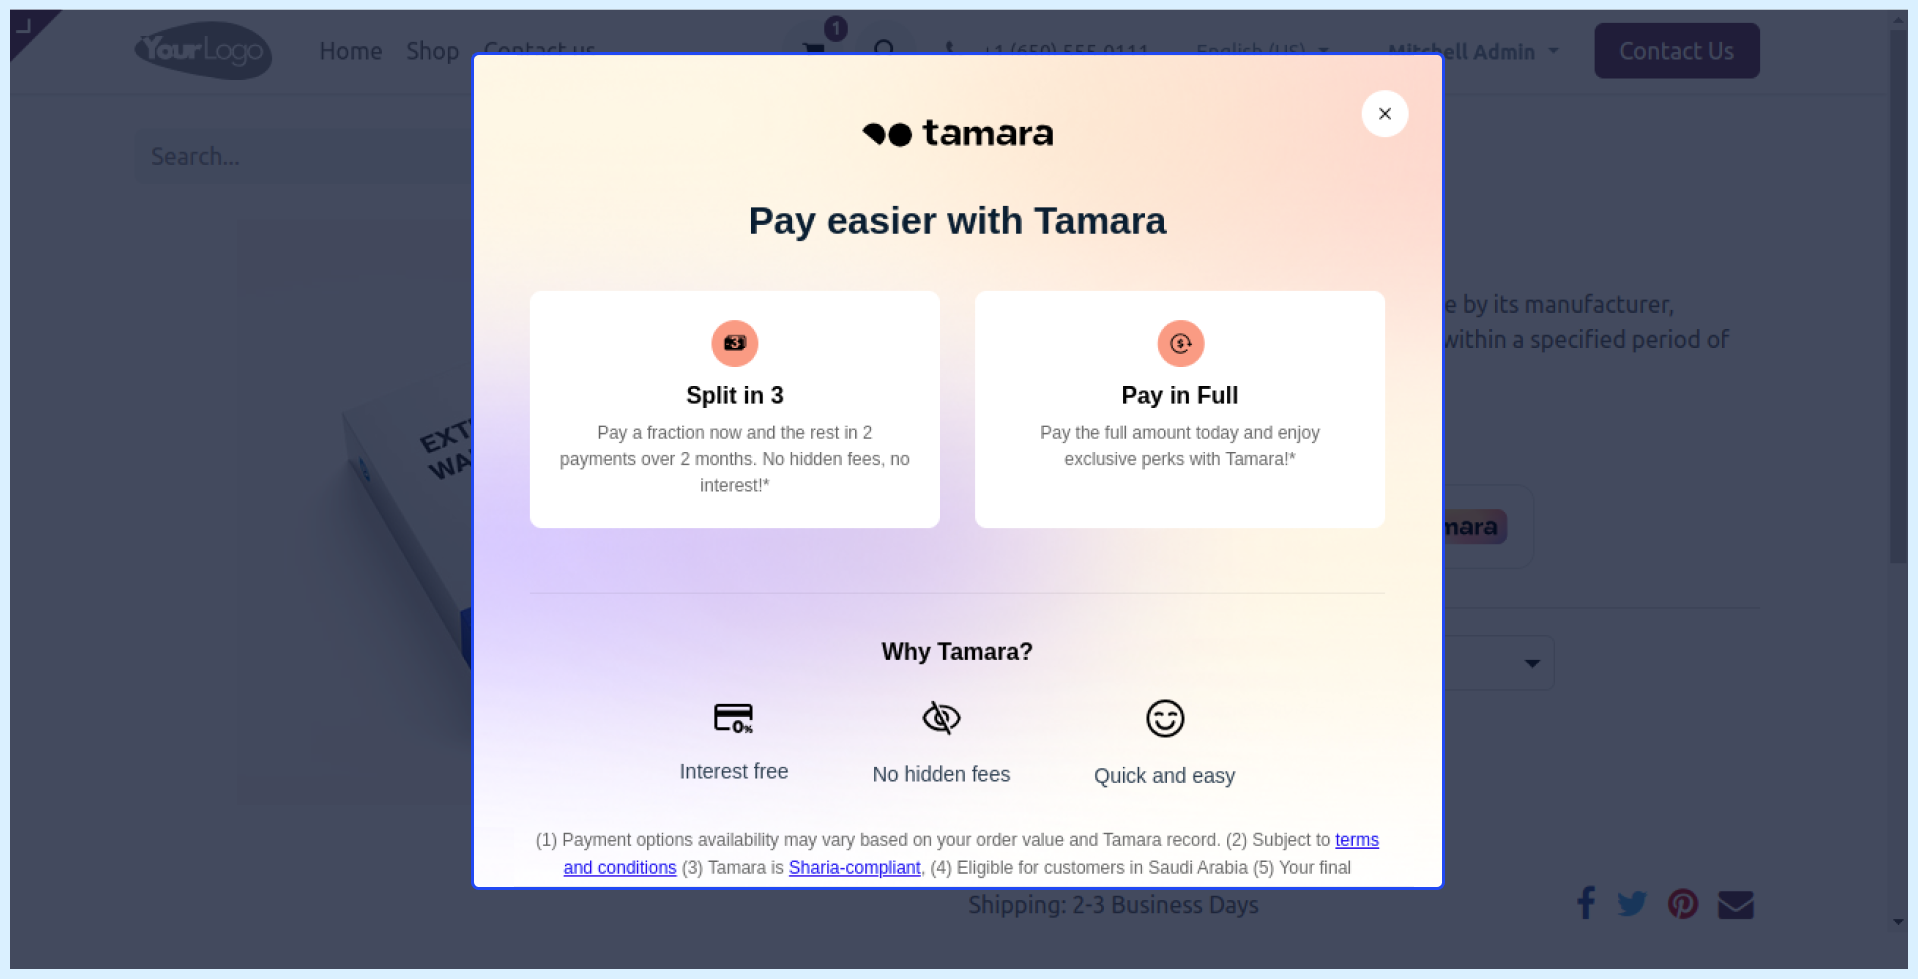 YourLogo
Home Shop Contact us
1
+1 (650) 555-0111 English (US) Mitchell Admin Contact Us
Search...
tamara
Pay easier with Tamara
Split in 3
Pay a fraction now and the rest in 2
payments over 2 months. No hidden fees, no
interest!*
Pay in Full
Pay the full amount today and enjoy
exclusive perks with Tamara!*
e by its manufacturer,
within a specified period of
mara
Why Tamara?
Interest free
No hidden fees
Quick and easy
(1) Payment options availability may vary based on your order value and Tamara record. (2) Subject to terms
and conditions (3) Tamara is Sharia-compliant, (4) Eligible for customers in Saudi Arabia (5) Your final
Shipping: 2-3 Business Days